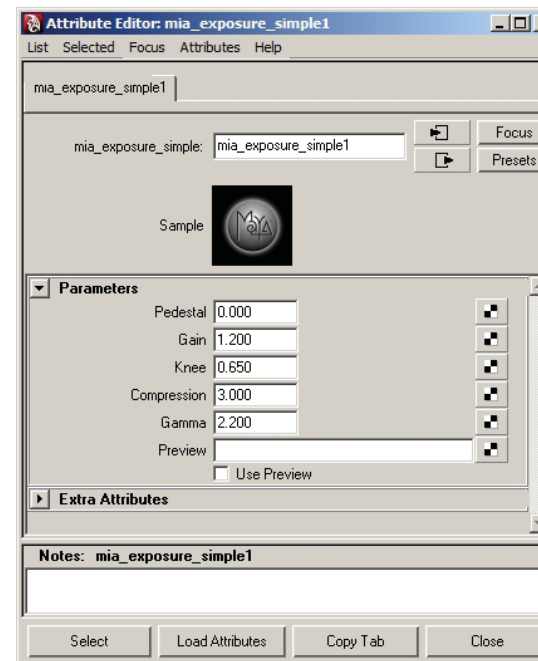 Attribute Editor: mia_exposure_simple1
List Selected Focus Attributes Help
mia_exposure_simple1
mia_exposure_simple: mia_exposure_simple1
Focus
Presets
Sample
MAYA
Parameters
Pedestal 0.000
Gain 1.200
Knee 0.650
Compression 3.000
Gamma 2.200
Preview
Use Preview
Extra Attributes
Notes: mia_exposure_simple1
Select Load Attributes Copy Tab Close